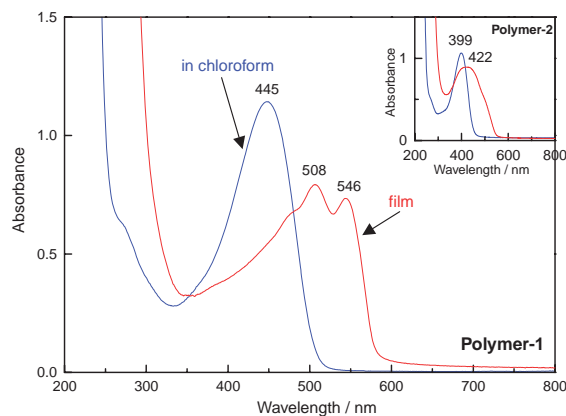 1.5
1.0
0.5
0.0
Absorbance
200 300 400 500 600 700 800
Wavelength / nm
in chloroform
445
508
546
film
Polymer-1
Polymer-2
399
422
1
0
Absorbance
200 400 600 800
Wavelength / nm